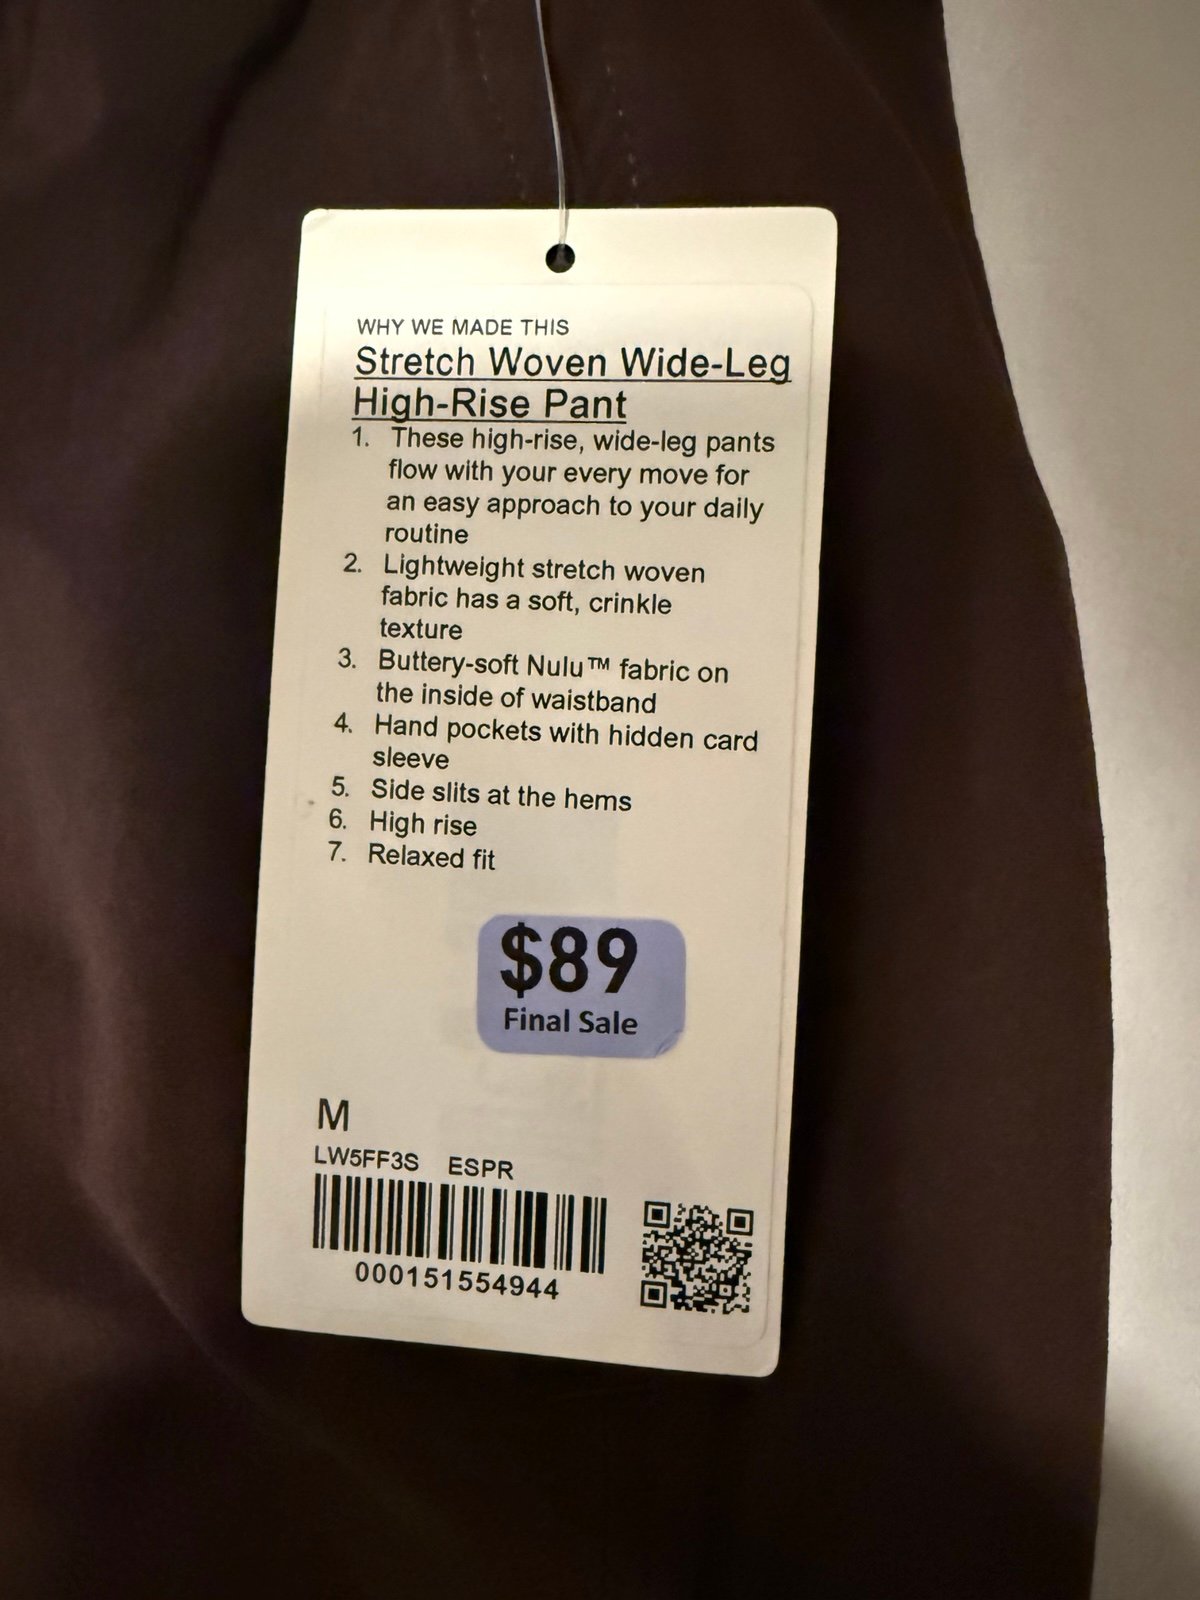 WHY WE MADE THIS
Stretch Woven Wide-Leg
High-Rise Pant
1. These high-rise, wide-leg pants
flow with your every move for
an easy approach to your daily
routine
2. Lightweight stretch woven
fabric has a soft, crinkle
texture
3. Buttery-soft Nulu™ fabric on
the inside of waistband
4. Hand pockets with hidden card
sleeve
5. Side slits at the hems
6. High rise
7. Relaxed fit
$89
Final Sale
M
LW5FF3S ESPR
000151554944